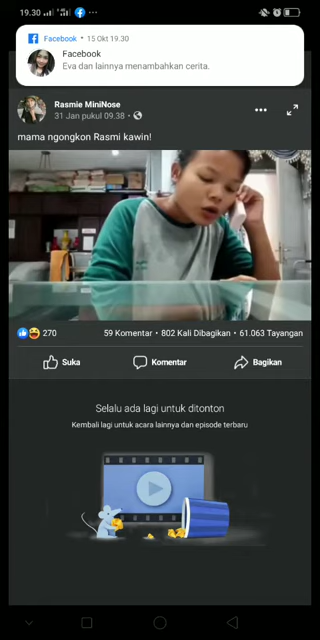 19.30
Facebook • 15 Okt 19.30
Facebook
Eva dan lainnya menambahkan cerita.
Rasmie MiniNose
31 Jan pukul 09.38 •
mama ngongkon Rasmi kawin!
270
59 Komentar • 802 Kali Dibagikan • 61.063 Tayangan
Suka
Komentar
Bagikan
Selalu ada lagi untuk ditonton
Kembali lagi untuk acara lainnya dan episode terbaru